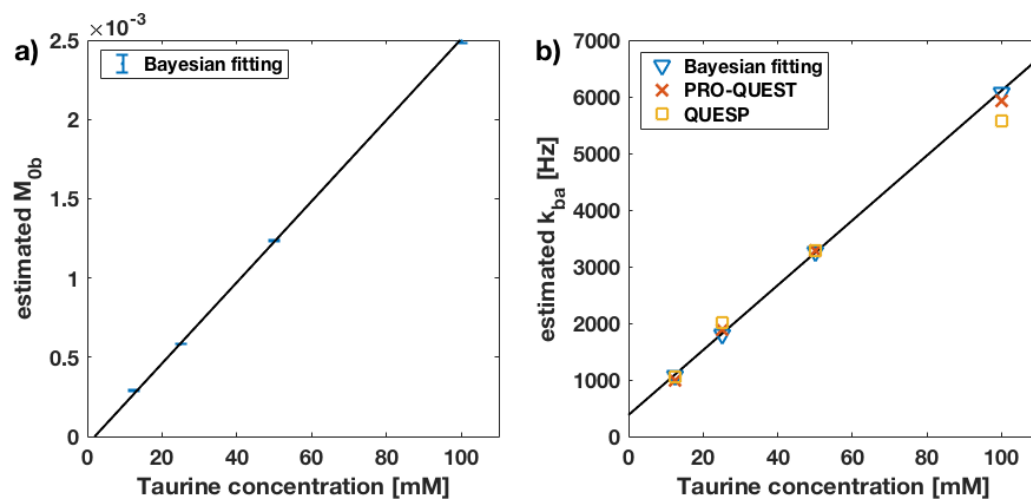 a)
×10⁻³
Bayesian fitting
2.5
2
1.5
1
0.5
0
estimated M₀b
0 20 40 60 80 100
Taurine concentration [mM]
b)
Bayesian fitting
PRO-QUEST
QUESP
7000
6000
5000
4000
3000
2000
1000
0
estimated k_ba [Hz]
0 20 40 60 80 100
Taurine concentration [mM]